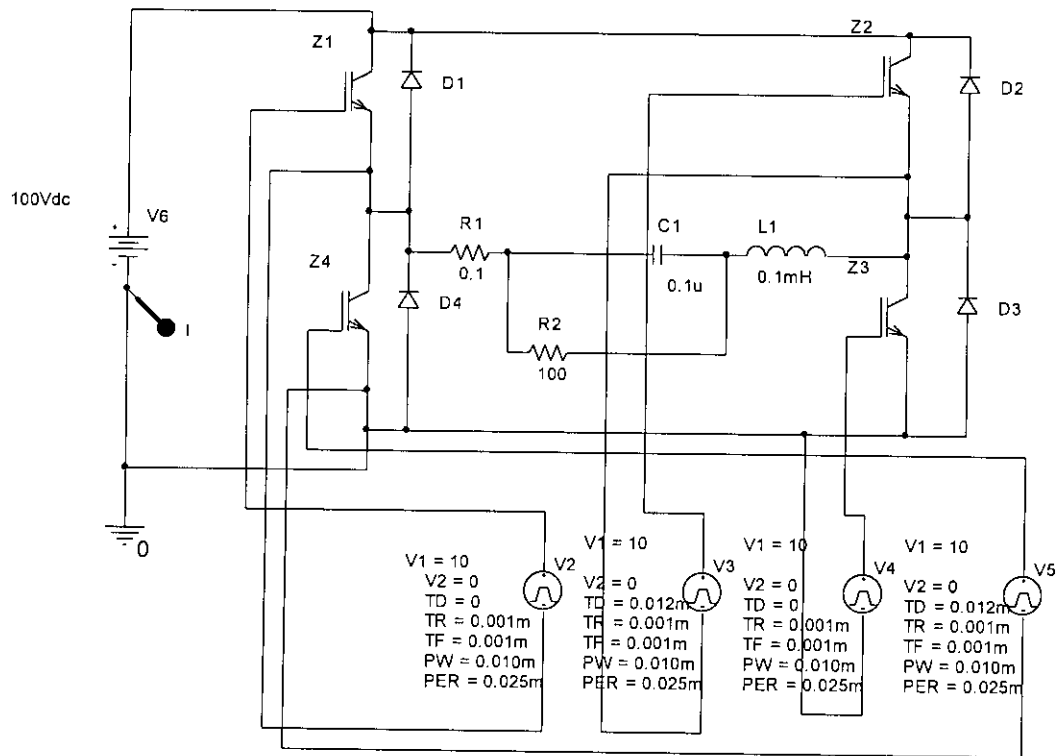 Z1
Z2
D1
D2
100Vdc
V6
R1
0.1
C1
0.1u
L1
0.1mH
Z3
Z4
D4
D3
I
R2
100
0
V1 = 10
V2 = 0
TD = 0
TR = 0.001m
TF = 0.001m
PW = 0.010m
PER = 0.025m
V2
V1 = 10
V2 = 0
TD = 0.012m
TR = 0.001m
TF = 0.001m
PW = 0.010m
PER = 0.025m
V3
V1 = 10
V2 = 0
TD = 0
TR = 0.001m
TF = 0.001m
PW = 0.010m
PER = 0.025m
V4
V1 = 10
V2 = 0
TD = 0.012m
TR = 0.001m
TF = 0.001m
PW = 0.010m
PER = 0.025m
V5